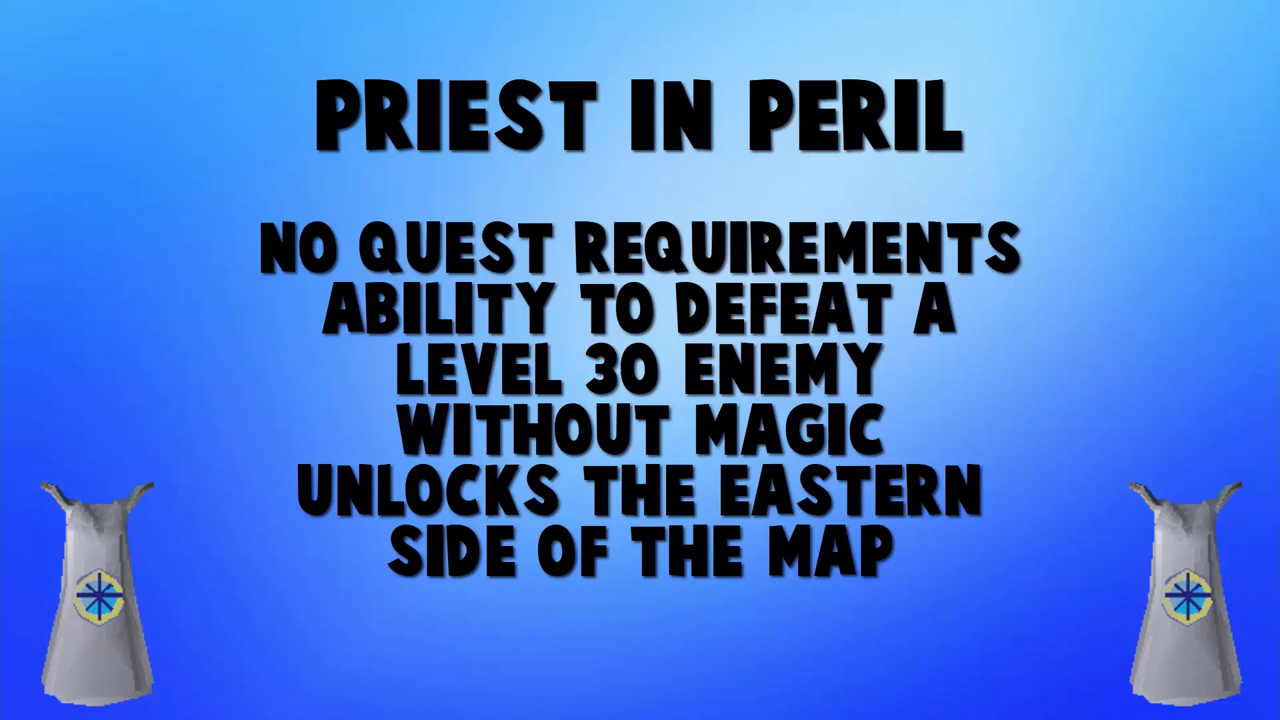 PRIEST IN PERIL
NO QUEST REQUIREMENTS
ABILITY TO DEFEAT A
LEVEL 30 ENEMY
WITHOUT MAGIC
UNLOCKS THE EASTERN
SIDE OF THE MAP